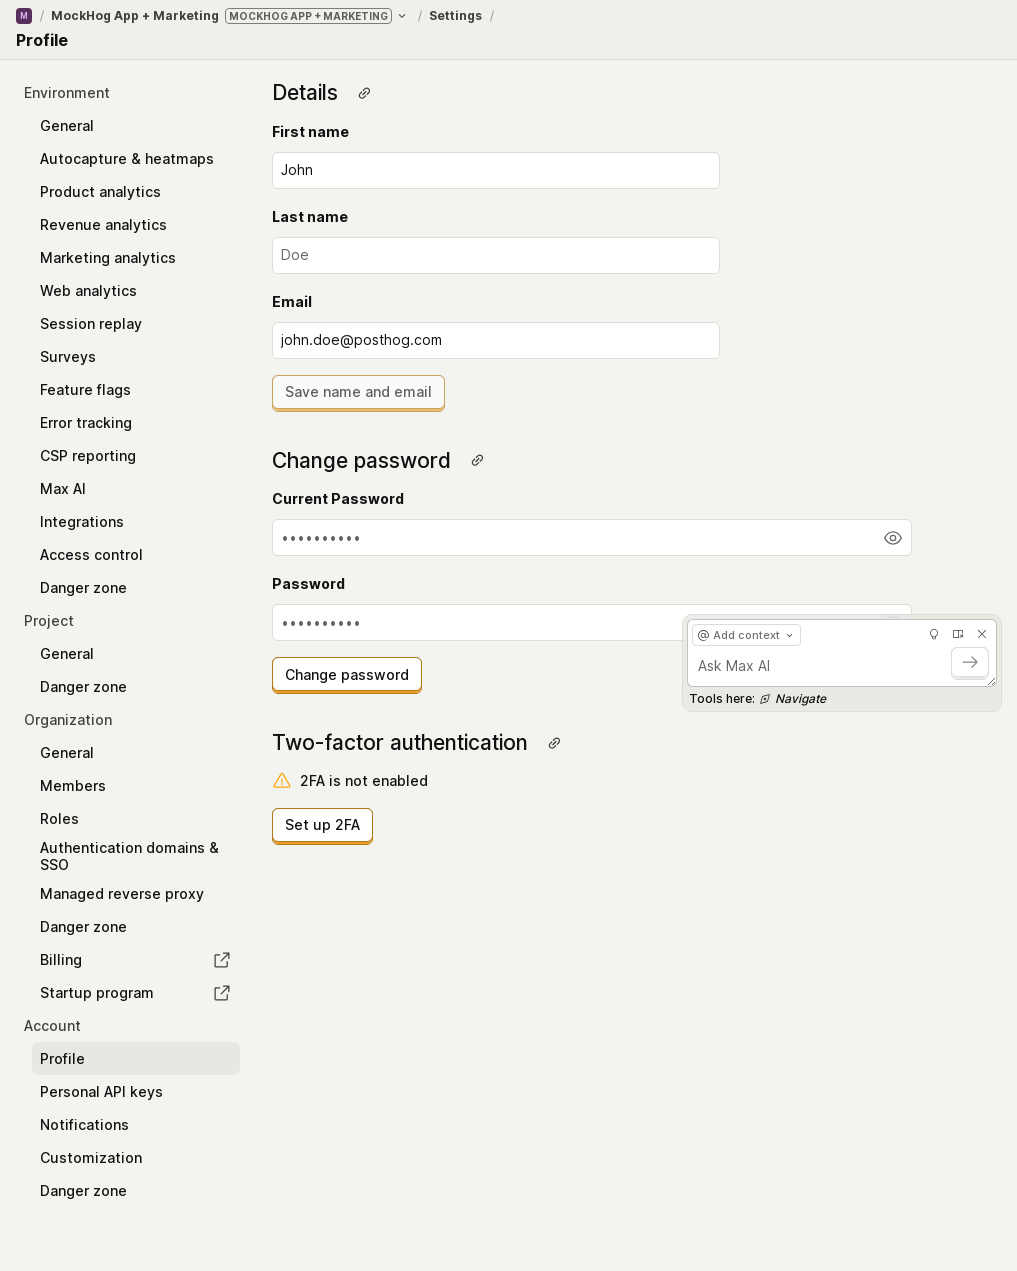 M / MockHog App + Marketing MOCKHOG APP + MARKETING / Settings /
Profile
Environment
General
Autocapture & heatmaps
Product analytics
Revenue analytics
Marketing analytics
Web analytics
Session replay
Surveys
Feature flags
Error tracking
CSP reporting
Max AI
Integrations
Access control
Danger zone
Project
General
Danger zone
Organization
General
Members
Roles
Authentication domains &
SSO
Managed reverse proxy
Danger zone
Billing
Startup program
Account
Profile
Personal API keys
Notifications
Customization
Danger zone
Details
First name
John
Last name
Doe
Email
john.doe@posthog.com
Save name and email
Change password
Current Password
••••••••••
Password
••••••••••
Change password
Two-factor authentication
2FA is not enabled
Set up 2FA
@ Add context
Ask Max AI
Tools here: Navigate